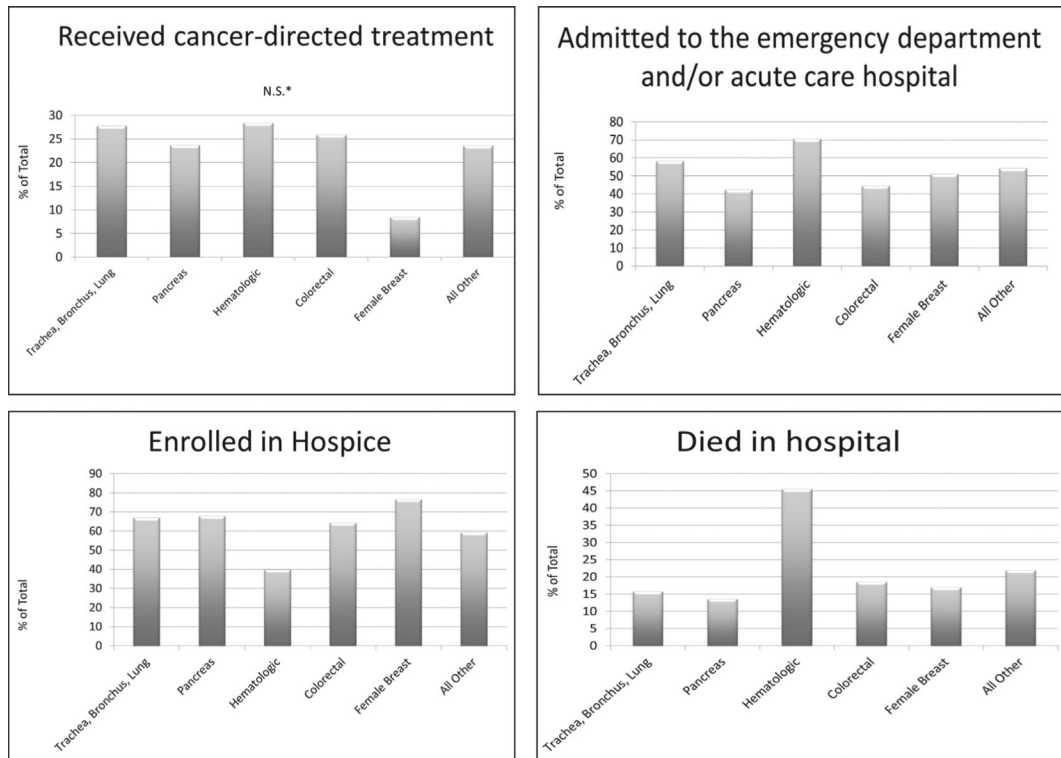 Received cancer-directed treatment
N.S.*
% of Total
30
25
20
15
10
5
0
Trachea, Bronchus, Lung
Pancreas
Hematologic
Colorectal
Female Breast
All Other
Admitted to the emergency department
and/or acute care hospital
% of Total
80
70
60
50
40
30
20
10
0
Trachea, Bronchus, Lung
Pancreas
Hematologic
Colorectal
Female Breast
All Other
Enrolled in Hospice
% of Total
90
80
70
60
50
40
30
20
10
0
Trachea, Bronchus, Lung
Pancreas
Hematologic
Colorectal
Female Breast
All Other
Died in hospital
% of Total
50
45
40
35
30
25
20
15
10
5
0
Trachea, Bronchus, Lung
Pancreas
Hematologic
Colorectal
Female Breast
All Other